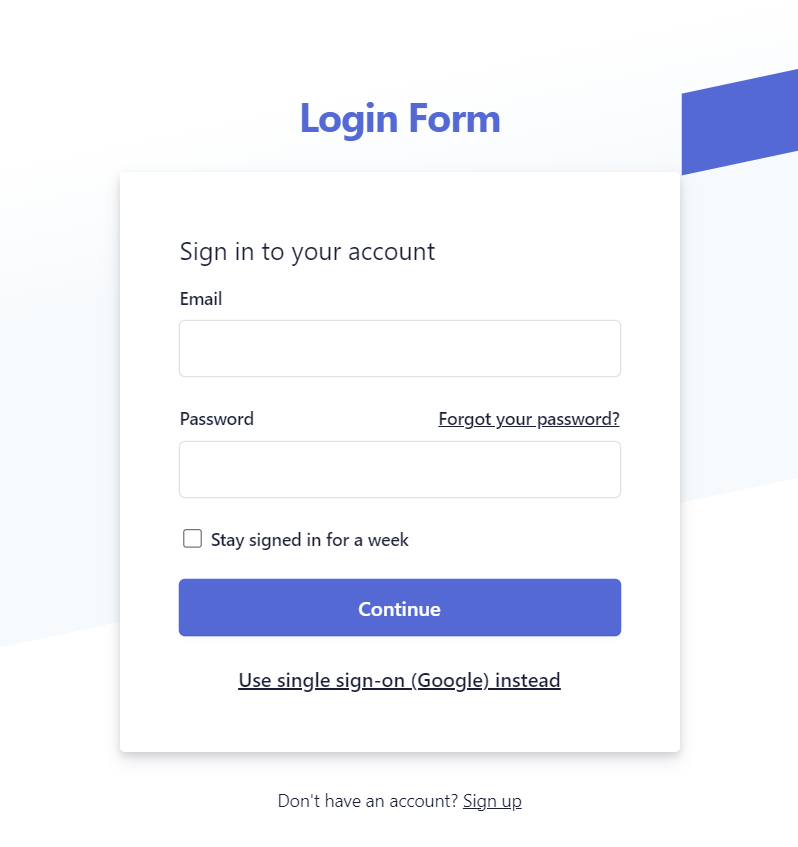 Login Form
Sign in to your account
Email
Password Forgot your password?
Stay signed in for a week
Continue
Use single sign-on (Google) instead
Don't have an account? Sign up